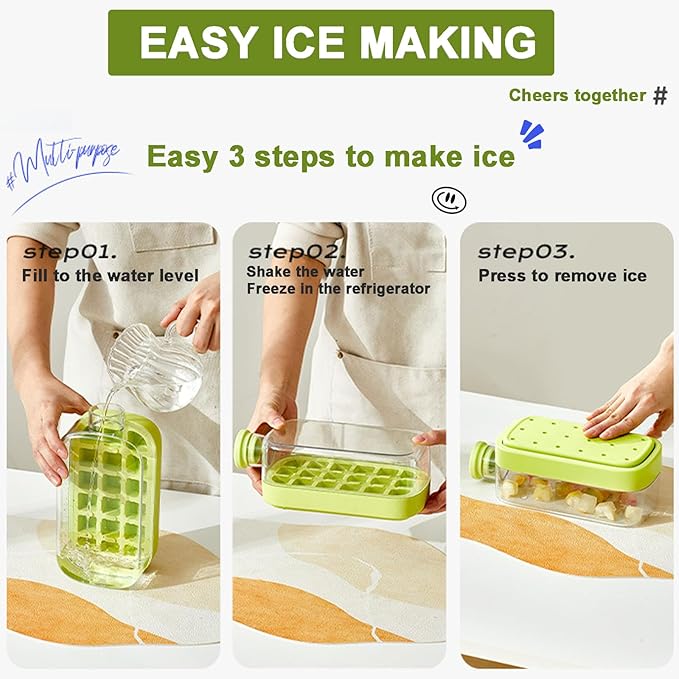 EASY ICE MAKING
Cheers together #
#Multi-purpose
Easy 3 steps to make ice
step01.
Fill to the water level
step02.
Shake the water
Freeze in the refrigerator
step03.
Press to remove ice